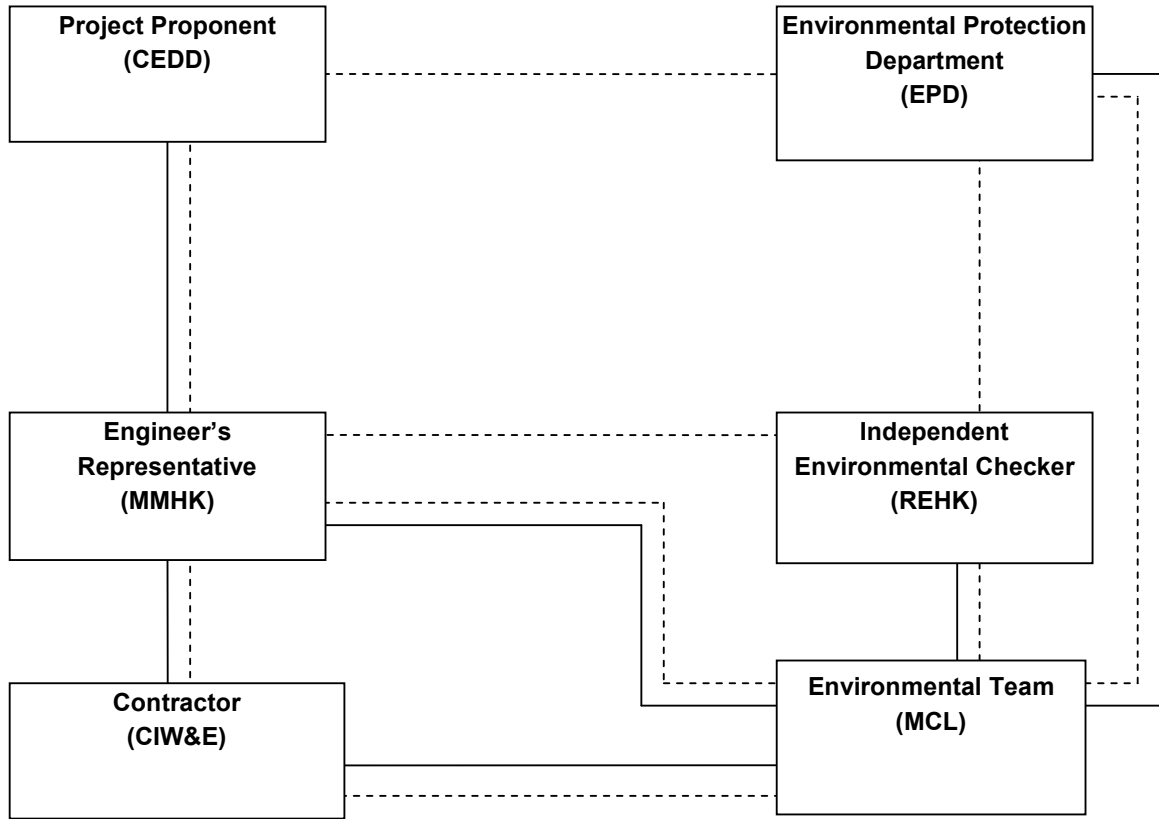 Project Proponent
(CEDD)
Environmental Protection
Department
(EPD)
Engineer’s
Representative
(MMHK)
Independent
Environmental Checker
(REHK)
Contractor
(CIW&E)
Environmental Team
(MCL)